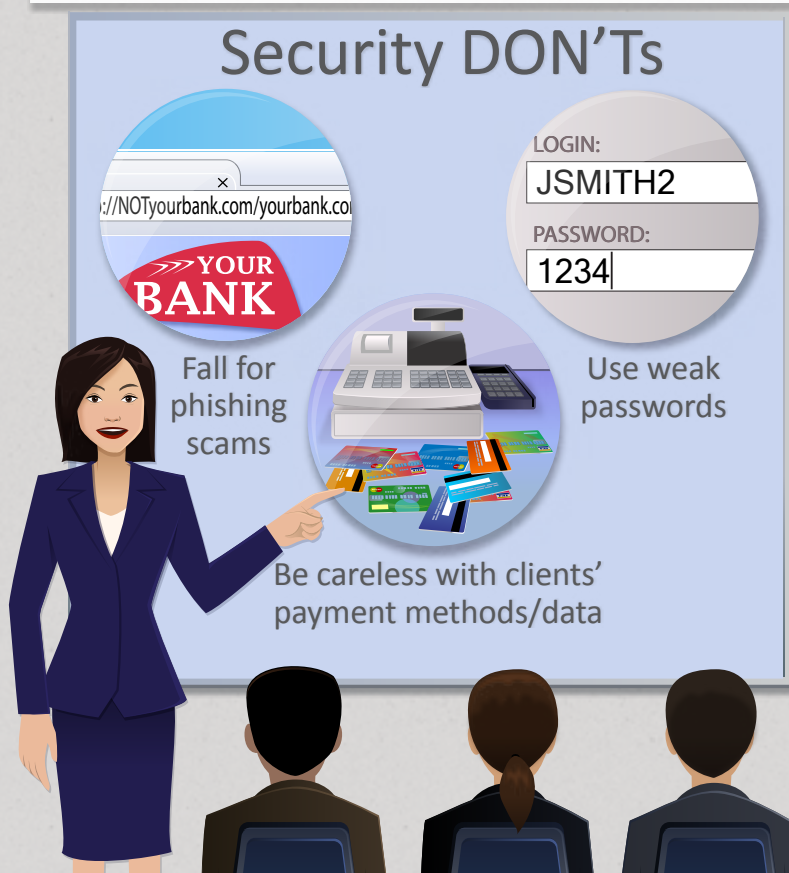 Security DON'Ts
://NOTyourbank.com/yourbank.co
YOUR
BANK
Fall for
phishing
scams
LOGIN:
JSMITH2
PASSWORD:
1234
Use weak
passwords
Be careless with clients'
payment methods/data